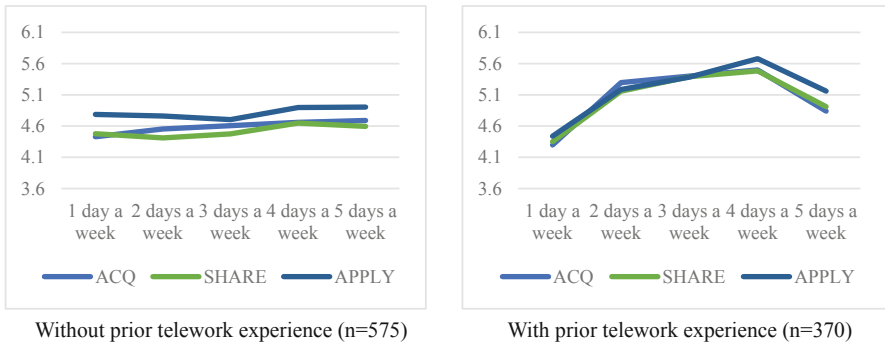 6.1
5.6
5.1
4.6
4.1
3.6
1 day a 2 days a 3 days a 4 days a 5 days a
week week week week week
ACQ SHARE APPLY
Without prior telework experience (n=575)
6.1
5.6
5.1
4.6
4.1
3.6
1 day a 2 days a 3 days a 4 days a 5 days a
week week week week week
ACQ SHARE APPLY
With prior telework experience (n=370)